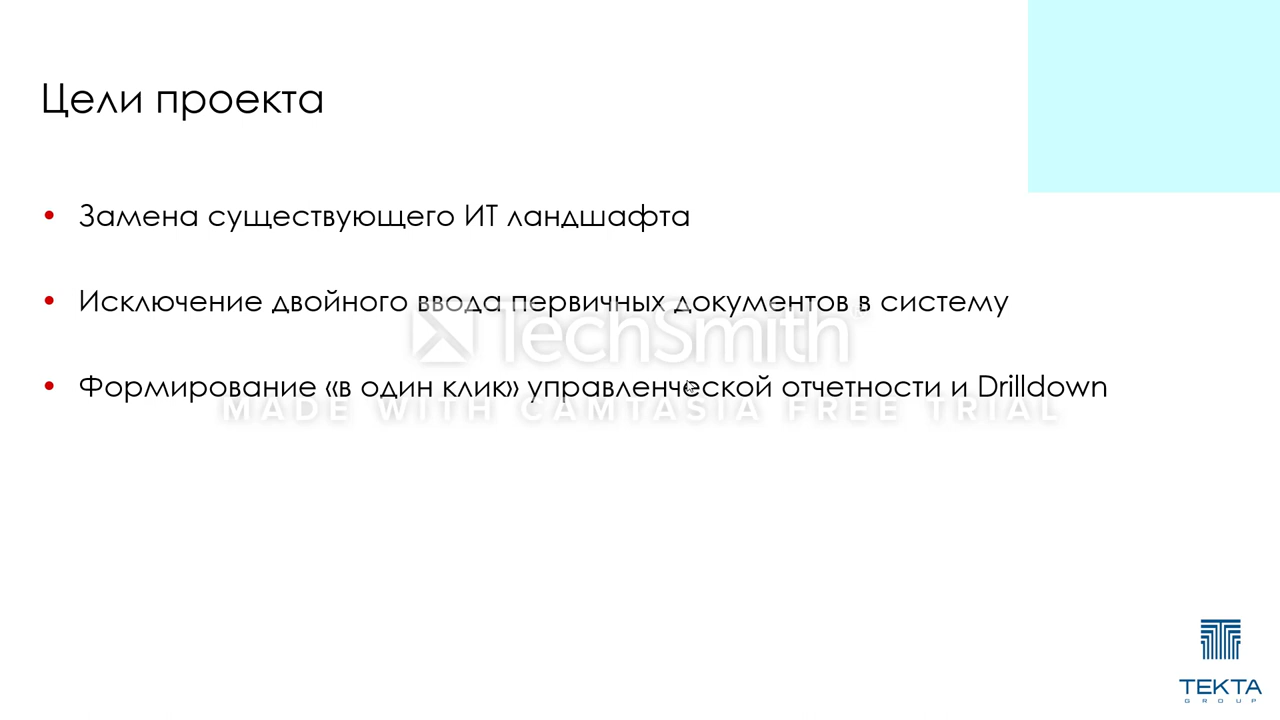 Цели проекта
• Замена существующего ИТ ландшафта
• Исключение двойного ввода первичных документов в систему
TechSmith
• Формирование «в один клик» управленческой отчетности и Drilldown
MADE WITH CAMTASIA FREE TRIAL
TEKTA
GROUP